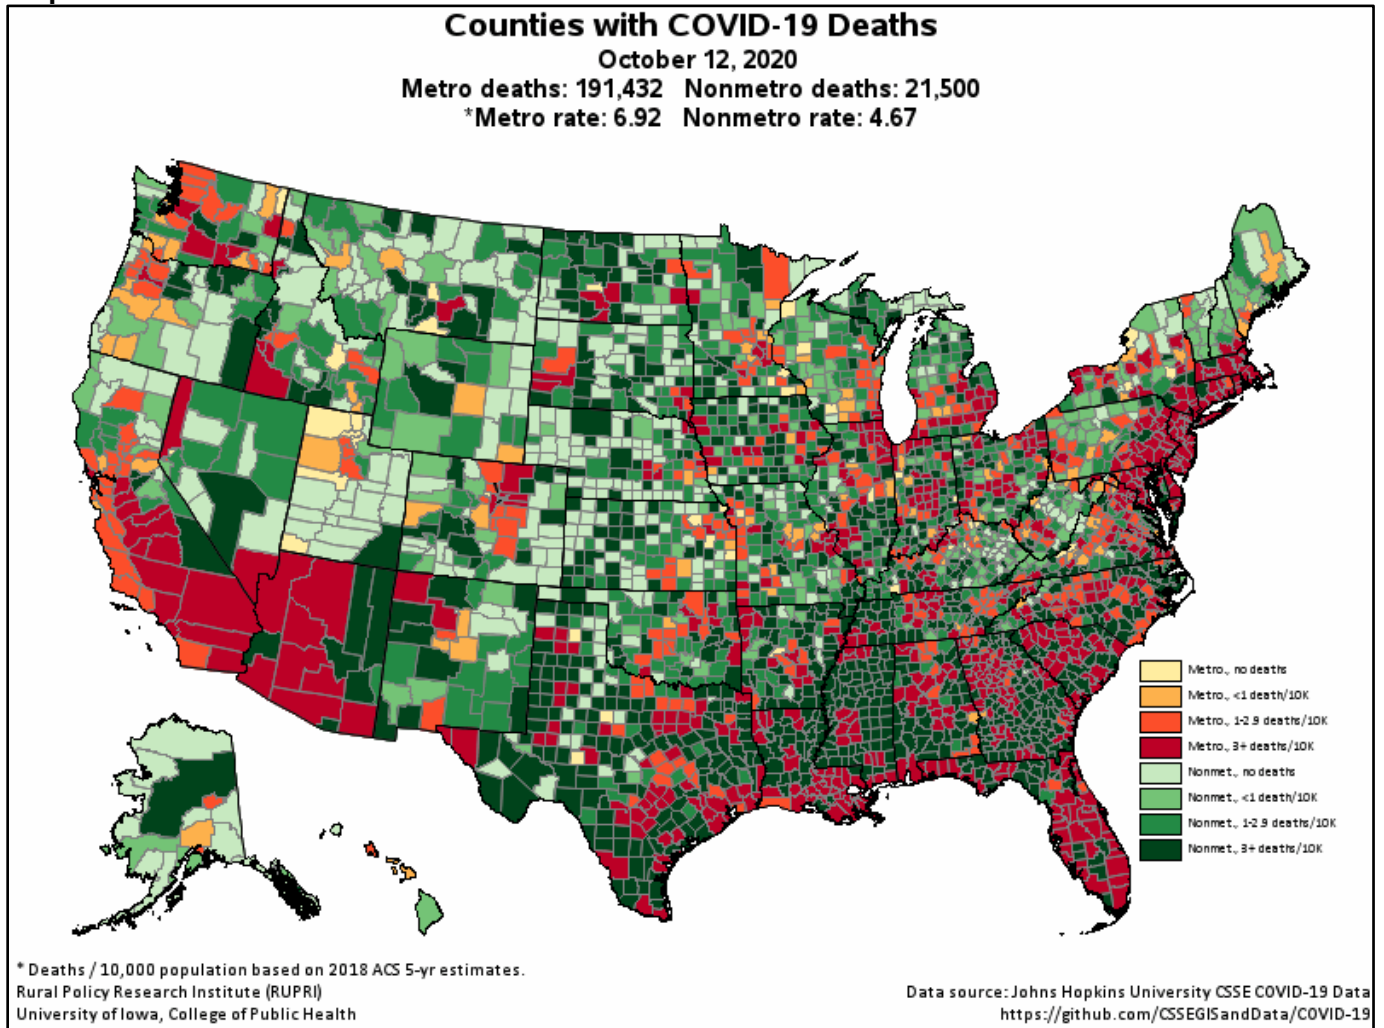 Counties with COVID-19 Deaths
October 12, 2020
Metro deaths: 191,432 Nonmetro deaths: 21,500
*Metro rate: 6.92 Nonmetro rate: 4.67
Metro., no deaths
Metro., <1 death/10K
Metro., 1-2.9 deaths/10K
Metro., 3+ deaths/10K
Nonmet., no deaths
Nonmet., <1 death/10K
Nonmet., 1-2.9 deaths/10K
Nonmet., 3+ deaths/10K
* Deaths / 10,000 population based on 2018 ACS 5-yr estimates.
Rural Policy Research Institute (RUPRI)
University of Iowa, College of Public Health
Data source: Johns Hopkins University CSSE COVID-19 Data
https://github.com/CSSEGISandData/COVID-19